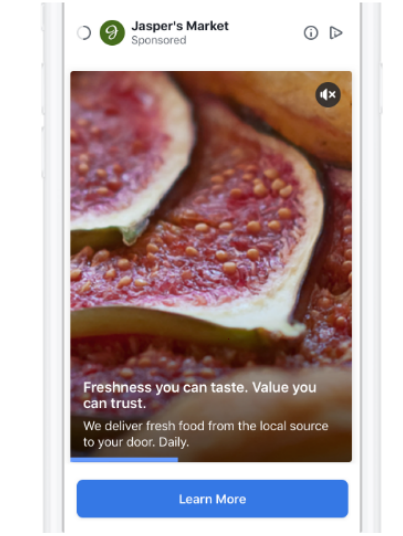 Jasper's Market
Sponsored
Freshness you can taste. Value you
can trust.
We deliver fresh food from the local source
to your door. Daily.
Learn More